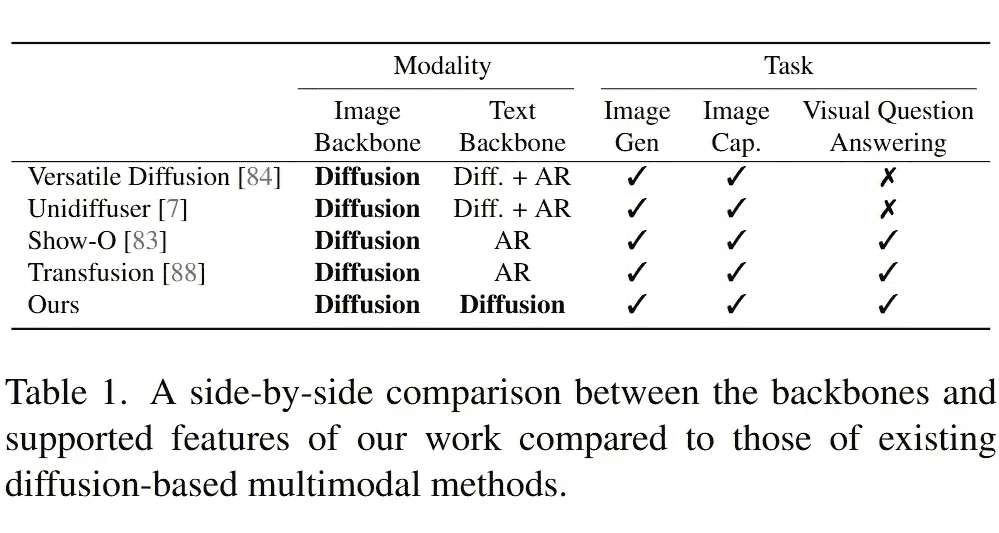 Modality Task
Image Text Image Image Visual Question
Backbone Backbone Gen Cap. Answering
Versatile Diffusion [84] Diffusion Diff. + AR ✓ ✓ ✗
Unidiffuser [7] Diffusion Diff. + AR ✓ ✓ ✗
Show-O [83] Diffusion AR ✓ ✓ ✓
Transfusion [88] Diffusion AR ✓ ✓ ✓
Ours Diffusion Diffusion ✓ ✓ ✓
Table 1. A side-by-side comparison between the backbones and
supported features of our work compared to those of existing
diffusion-based multimodal methods.